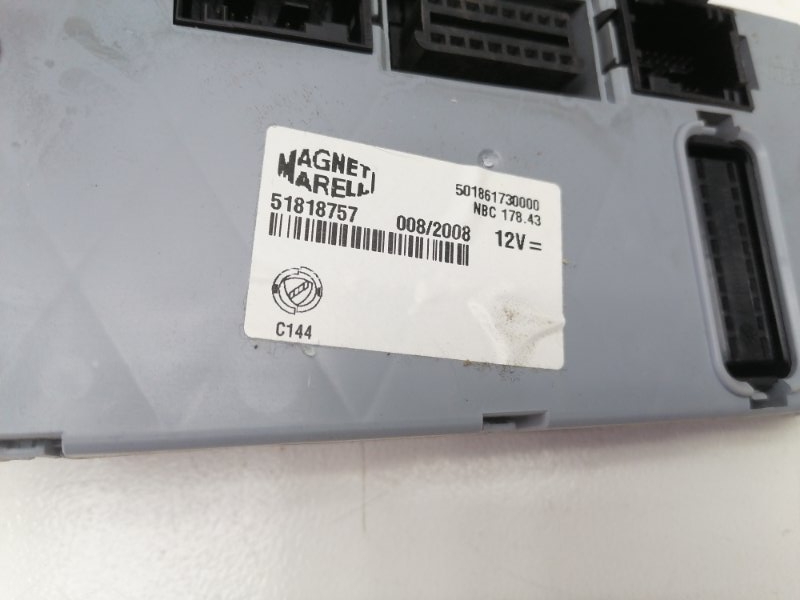 MAGNETI
MARELLI
51818757
008/2008
501861730000
NBC 178.43
12V =
C144